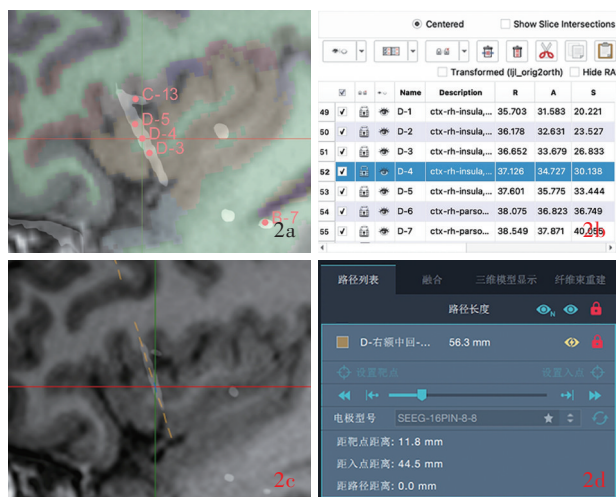 C-13
D-5
D-4
D-3
B-7
2a
Centered Show Slice Intersections
Transformed (ljl_orig2orth) Hide RA
Name Description R A S
49 D-1 ctx-rh-insula,... 35.703 31.583 20.221
50 D-2 ctx-rh-insula,... 36.178 32.631 23.527
51 D-3 ctx-rh-insula,... 36.652 33.679 26.833
52 D-4 ctx-rh-insula,... 37.126 34.727 30.138
53 D-5 ctx-rh-insula,... 37.601 35.775 33.444
54 D-6 ctx-rh-parso... 38.075 36.823 36.749
55 D-7 ctx-rh-parso... 38.549 37.871 40.055
2b
2c
路径列表 融合 三维模型显示 纤维束重建
路径长度
D-右额中回-... 56.3 mm
设置靶点 设置入点
电极型号 SEEG-16PIN-8-8
距靶点距离: 11.8 mm
距入点距离: 44.5 mm
距路径距离: 0.0 mm
2d